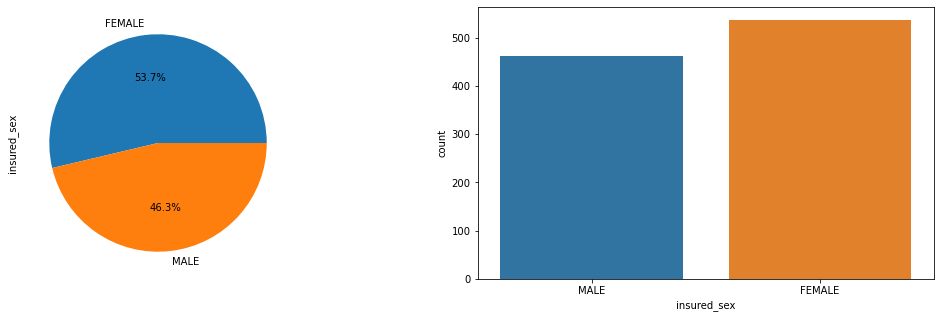 FEMALE
53.7%
insured_sex
46.3%
MALE
500
400
300
200
100
0
count
MALE
FEMALE
insured_sex